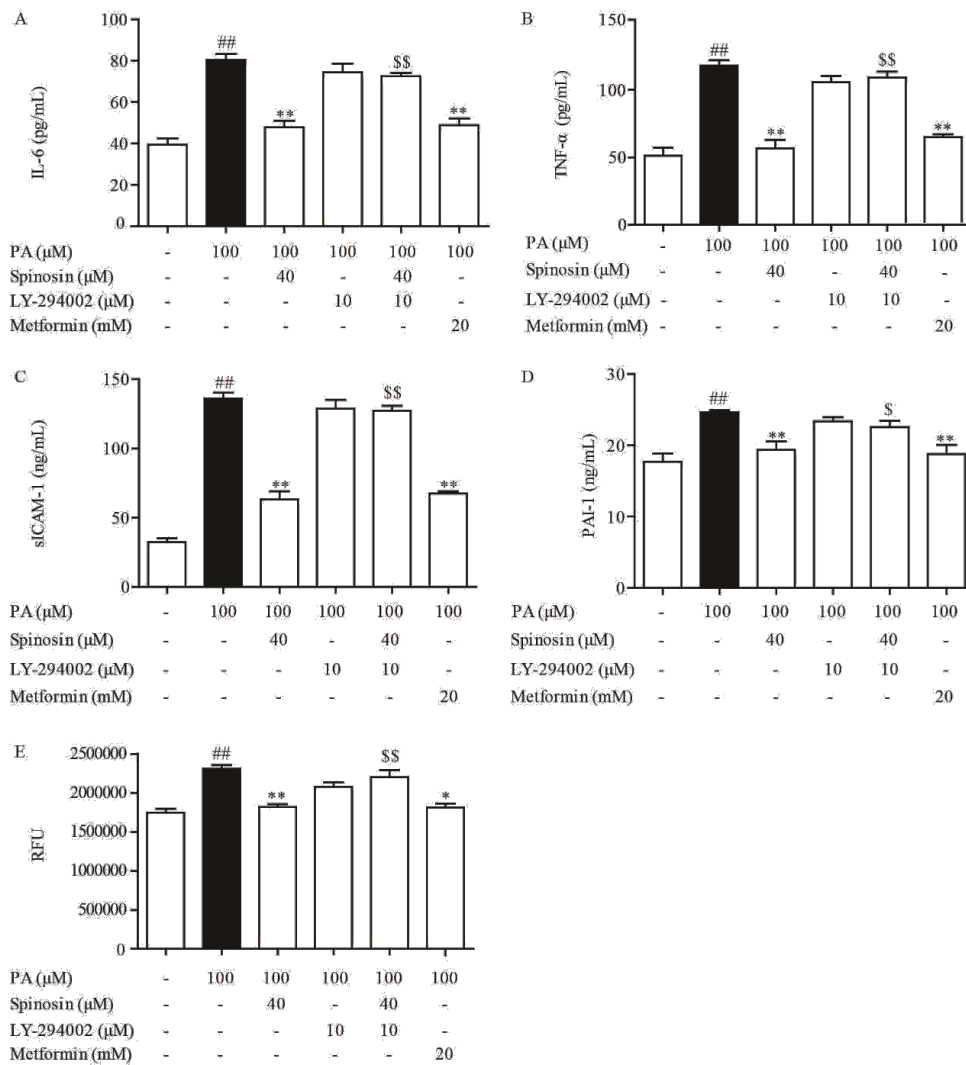 A
IL-6 (pg/mL)
100
80
60
40
20
0
##
**
$$
**
PA (μM) - 100 100 100 100 100
Spinosin (μM) - - 40 - 40 -
LY-294002 (μM) - - - 10 10 -
Metformin (mM) - - - - - 20
B
TNF-α (pg/mL)
150
100
50
0
##
**
$$
**
PA (μM) - 100 100 100 100 100
Spinosin (μM) - - 40 - 40 -
LY-294002 (μM) - - - 10 10 -
Metformin (mM) - - - - - 20
C
sICAM-1 (ng/mL)
150
100
50
0
##
**
$$
**
PA (μM) - 100 100 100 100 100
Spinosin (μM) - - 40 - 40 -
LY-294002 (μM) - - - 10 10 -
Metformin (mM) - - - - - 20
D
PAI-1 (ng/mL)
30
20
10
0
##
**
$
**
PA (μM) - 100 100 100 100 100
Spinosin (μM) - - 40 - 40 -
LY-294002 (μM) - - - 10 10 -
Metformin (mM) - - - - - 20
E
RFU
2500000
2000000
1500000
1000000
500000
0
##
**
$$
*
PA (μM) - 100 100 100 100 100
Spinosin (μM) - - 40 - 40 -
LY-294002 (μM) - - - 10 10 -
Metformin (mM) - - - - - 20